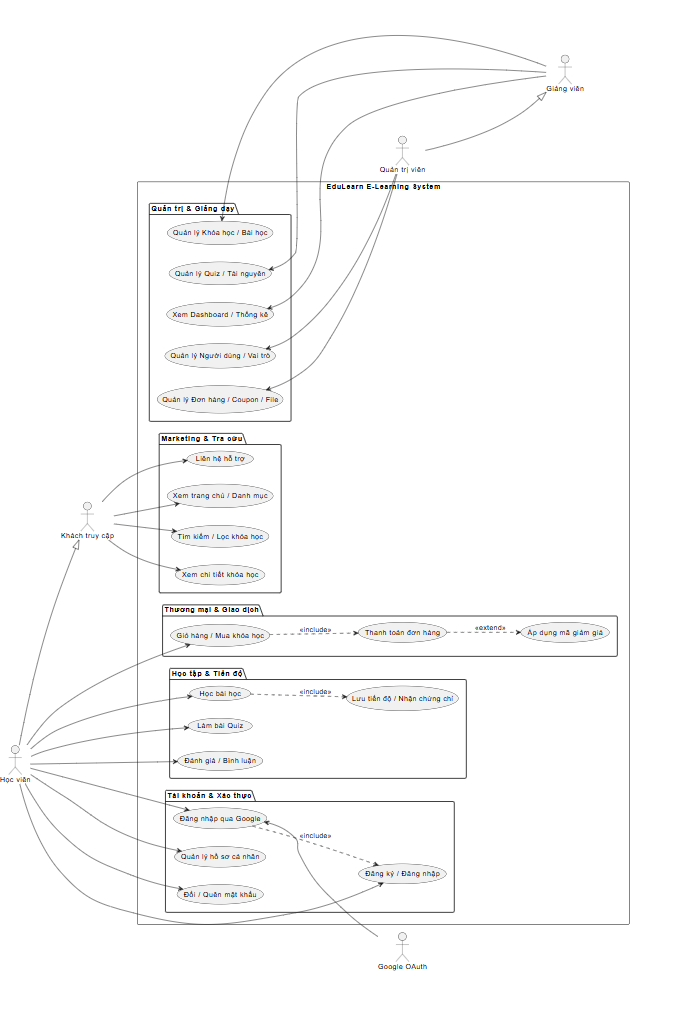 Giảng viên
Quản trị viên
EduLearn E-Learning System
Quản trị & Giảng dạy
Quản lý Khóa học / Bài học
Quản lý Quiz / Tài nguyên
Xem Dashboard / Thống kê
Quản lý Người dùng / Vai trò
Quản lý Đơn hàng / Coupon / File
Marketing & Tra cứu
Liên hệ hỗ trợ
Xem trang chủ / Danh mục
Tìm kiếm / Lọc khóa học
Xem chi tiết khóa học
Khách truy cập
Thương mại & Giao dịch
Giỏ hàng / Mua khóa học
«include»
Thanh toán đơn hàng
«extend»
Áp dụng mã giảm giá
Học tập & Tiến độ
Học bài học
«include»
Lưu tiến độ / Nhận chứng chỉ
Làm bài Quiz
Đánh giá / Bình luận
Học viên
Tài khoản & Xác thực
Đăng nhập qua Google
«include»
Quản lý hồ sơ cá nhân
Đăng ký / Đăng nhập
Đổi / Quên mật khẩu
Google OAuth